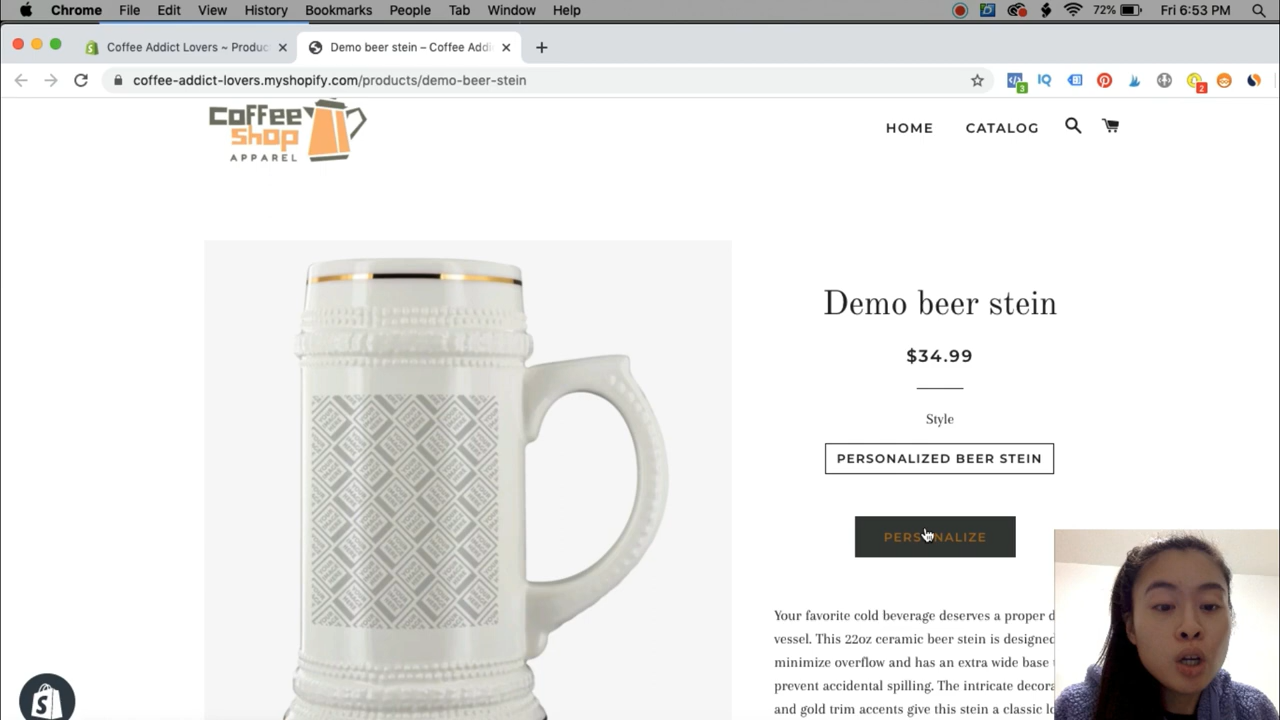 Chrome File Edit View History Bookmarks People Tab Window Help 72% Fri 6:53 PM
Coffee Addict Lovers ~ Produc
Demo beer stein – Coffee Addi
coffee-addict-lovers.myshopify.com/products/demo-beer-stein
3
IQ
2
coffee
shop
APPAREL
HOME CATALOG
Demo beer stein
$34.99
Style
PERSONALIZED BEER STEIN
PERSONALIZE
Your favorite cold beverage deserves a proper d
vessel. This 22oz ceramic beer stein is designed
minimize overflow and has an extra wide base
prevent accidental spilling. The intricate decora
and gold trim accents give this stein a classic lo